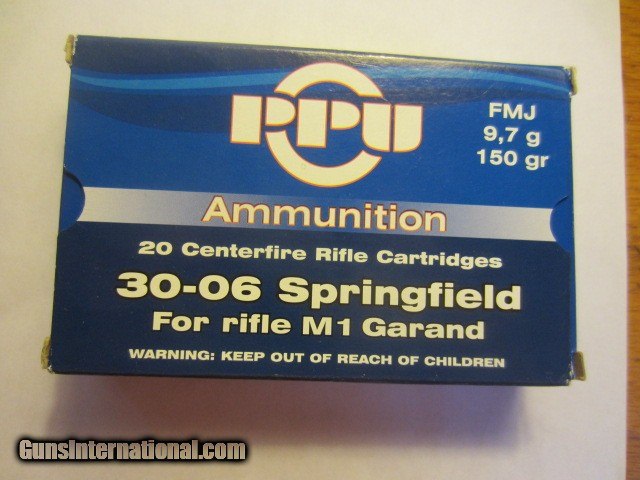 PPU
FMJ
9,7 g
150 gr
Ammunition
20 Centerfire Rifle Cartridges
30-06 Springfield
For rifle M1 Garand
WARNING: KEEP OUT OF REACH OF CHILDREN
GunsInternational.com